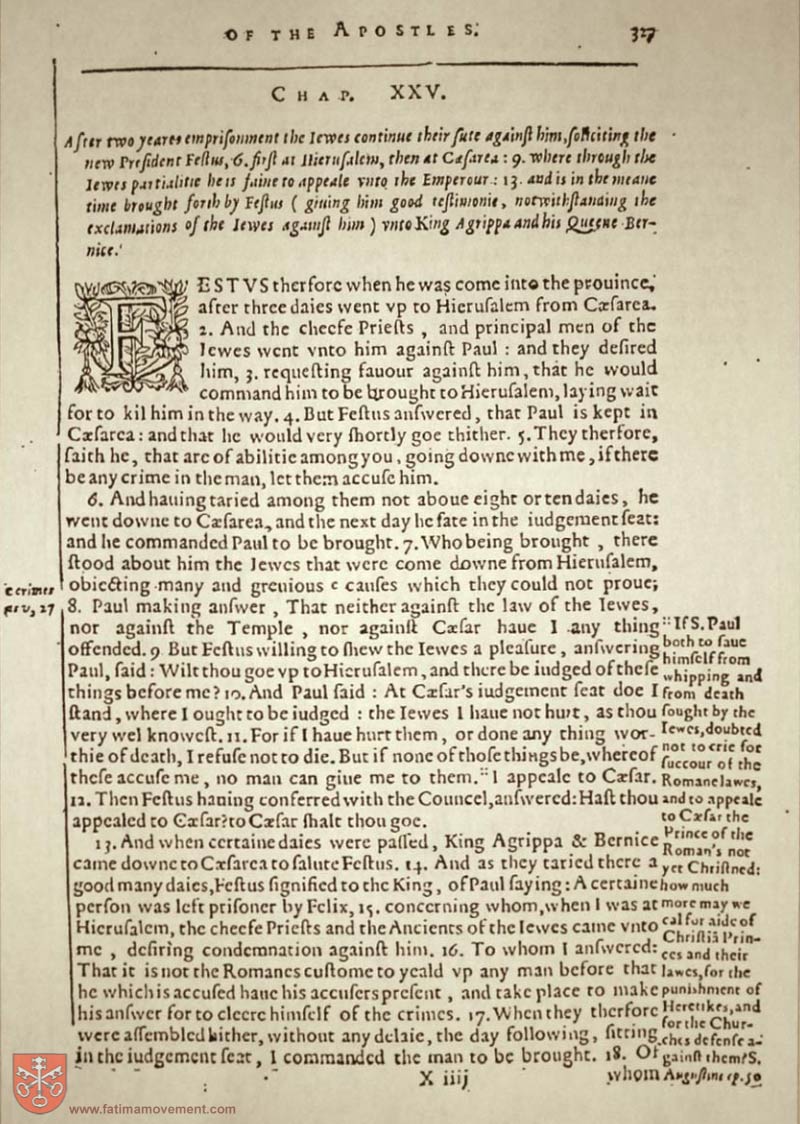 OF THE APOSTLES.
327
CHAP. XXV.
After two yeares emprisonment the Iewes continue their sute against him, soliciting the
new President Festus, 6. first at Hierusalem, then at Cæsarea: 9. where through the
Iewes partialitie he is faine to appeale vnto the Emperour: 13. and is in the meane
time brought forth by Festus (giuing him good testimonie, notwithstanding the
exclamations of the Iewes against him) vnto King Agrippa and his Queene Ber-
nice.
FESTVS therfore when he was come into the prouince,
after three daies went vp to Hierusalem from Cæsarea.
2. And the cheefe Priests, and principal men of the
Iewes went vnto him against Paul: and they desired
him, 3. requesting fauour against him, that he would
command him to be brought to Hierusalem, laying wait
for to kil him in the way. 4. But Festus answered, that Paul is kept in
Cæsarea: and that he would very shortly goe thither. 5. They therfore,
saith he, that are of abilitie among you, going downe with me, if there
be any crime in the man, let them accuse him.
6. And hauing taried among them not aboue eight or ten daies, he
went downe to Cæsarea, and the next day he sate in the iudgement seat:
and he commanded Paul to be brought. 7. Who being brought, there
stood about him the Iewes that were come downe from Hierusalem,
obiecting many and greuious c causes which they could not proue;
8. Paul making answer, That neither against the law of the Iewes,
nor against the Temple, nor against Cæsar haue I any thing
offended. 9 But Festus willing to shew the Iewes a pleasure, answering
Paul, said: Wilt thou goe vp to Hierusalem, and there be iudged of these
things before me? 10. And Paul said: At Cæsar's iudgement seat doe I
stand, where I ought to be iudged: the Iewes I haue not hurt, as thou
very wel knowest. 11. For if I haue hurt them, or done any thing wor-
thie of death, I refuse not to die. But if none of those things be, whereof
these accuse me, no man can giue me to them. :: I appeale to Cæsar.
12. Then Festus hauing conferred with the Councel, answered: Hast thou
appealed to Cæsar? to Cæsar shalt thou goe.
13. And when certaine daies were passed, King Agrippa & Bernice
came downe to Cæsarea to salute Festus. 14. And as they taried there a
good many daies, Festus signified to the King, of Paul saying: A certaine
person was left prisoner by Felix, 15. concerning whom, when I was at
Hierusalem, the cheefe Priests and the Ancients of the Iewes came vnto
me, desiring condemnation against him. 16. To whom I answered:
That it is not the Romanes custome to yeald vp any man before that
he which is accused haue his accusers present, and take place to make
his answer for to cleere himself of the crimes. 17. When they therfore
were assembled hither, without any delaie, the day following, sitting
in the iudgement seat, I commanded the man to be brought. 18. Of
X iiij
whom
c crimes
27
:: If S. Paul
both to saue
himself from
whipping and
from death
sought by the
Iewes, doubted
not to crie for
succour of the
Romane lawes,
and to appeale
to Cæsar the
Prince of the
Roman's not
yet Christned:
how much
more may we
cal for aide of
Christiā Prin-
ces and their
lawes, for the
punishment of
Heretikes, and
for the Chur-
ches defense a-
gainst them? S.
Augustine ep. 50
www.fatimamovement.com